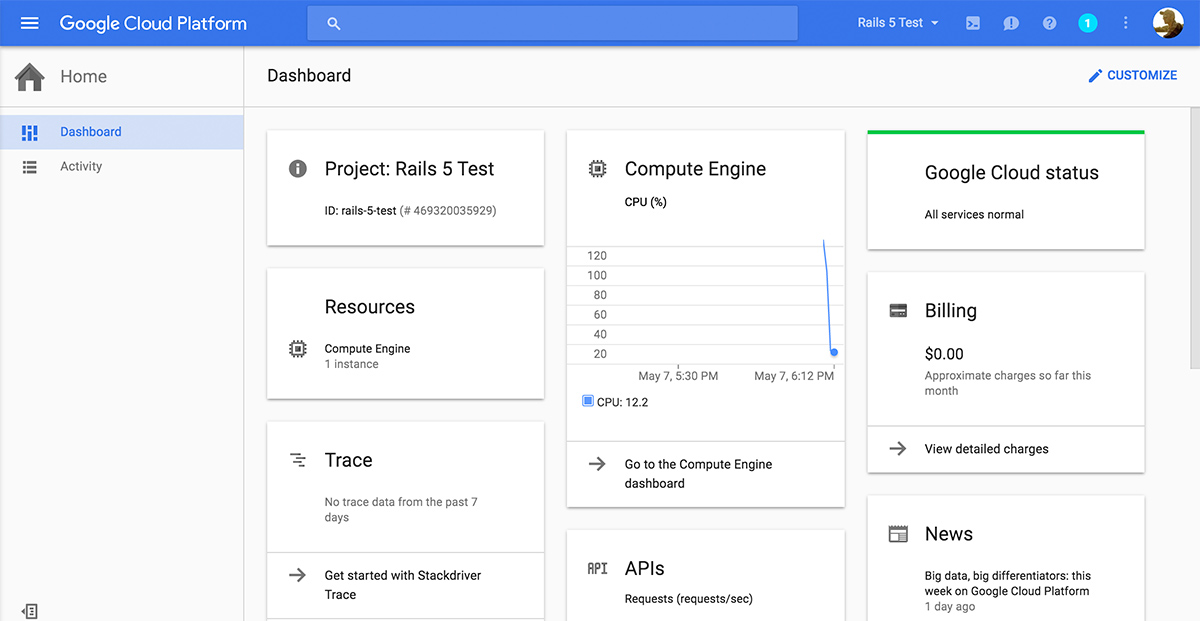 Google Cloud Platform
Rails 5 Test
1
Home
Dashboard
CUSTOMIZE
Dashboard
Activity
Project: Rails 5 Test
ID: rails-5-test (# 469320035929)
Resources
Compute Engine
1 instance
Trace
No trace data from the past 7
days
Get started with Stackdriver
Trace
Compute Engine
CPU (%)
120
100
80
60
40
20
May 7, 5:30 PM May 7, 6:12 PM
CPU: 12.2
Go to the Compute Engine
dashboard
API APIs
Requests (requests/sec)
Google Cloud status
All services normal
Billing
$0.00
Approximate charges so far this
month
View detailed charges
News
Big data, big differentiators: this
week on Google Cloud Platform
1 day ago